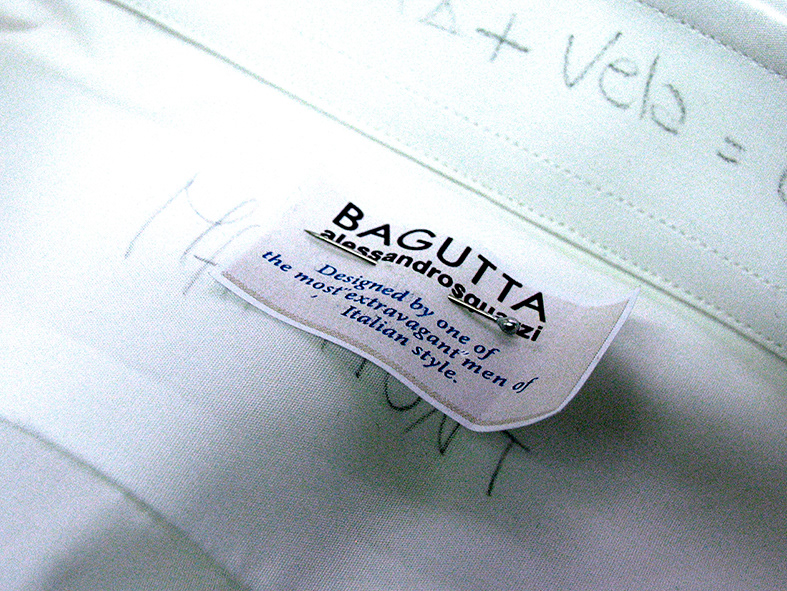 + Vela =
BAGUTTA
alessandrosquarzi
Designed by one of
the most "extravagant" men of
Italian style.